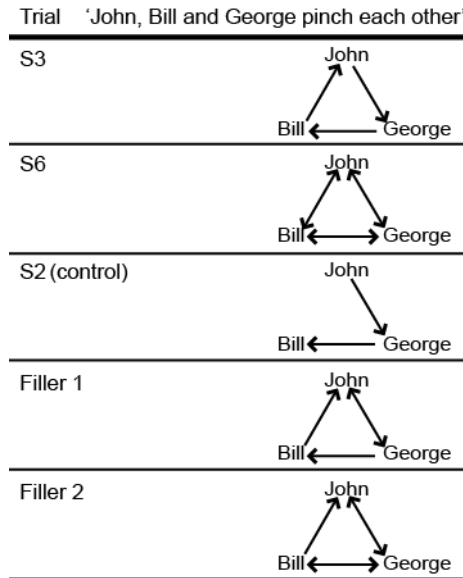 Trial 'John, Bill and George pinch each other'
S3 John
Bill George
S6 John
Bill George
S2 (control) John
Bill George
Filler 1 John
Bill George
Filler 2 John
Bill George